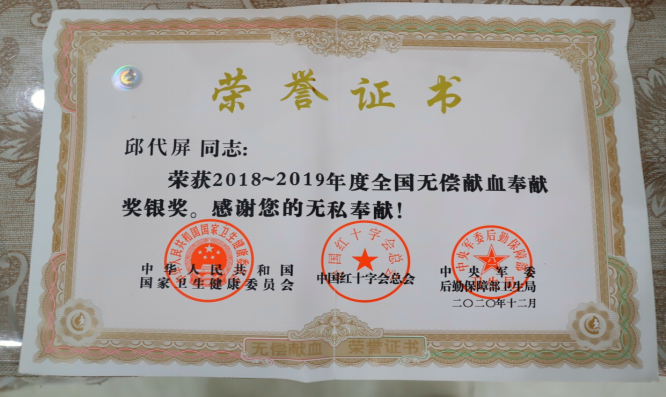 荣誉证书
邱代屏 同志:
荣获2018~2019年度全国无偿献血奉献
奖银奖。感谢您的无私奉献!
中华人民共和国
国家卫生健康委员会
中国红十字会总会
中央军委
后勤保障部卫生局
二〇二〇年十二月
无偿献血 荣誉证书